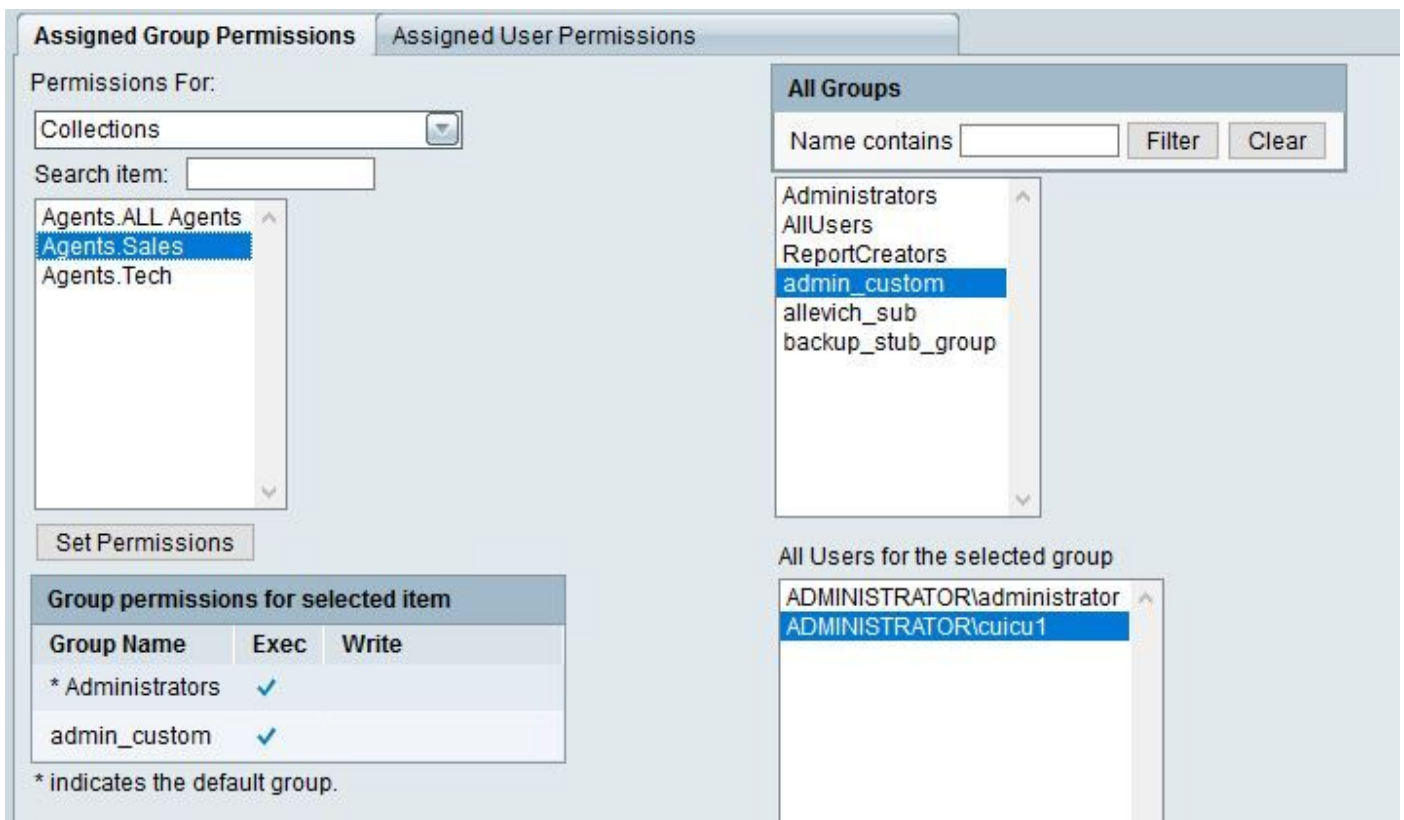 Assigned Group Permissions
Assigned User Permissions
Permissions For:
Collections
Search item:
Agents.ALL Agents
Agents.Sales
Agents.Tech
Set Permissions
Group permissions for selected item
Group Name Exec Write
* Administrators ✓
admin_custom ✓
* indicates the default group.
All Groups
Name contains Filter Clear
Administrators
AllUsers
ReportCreators
admin_custom
allevich_sub
backup_stub_group
All Users for the selected group
ADMINISTRATOR\administrator
ADMINISTRATOR\cuicu1